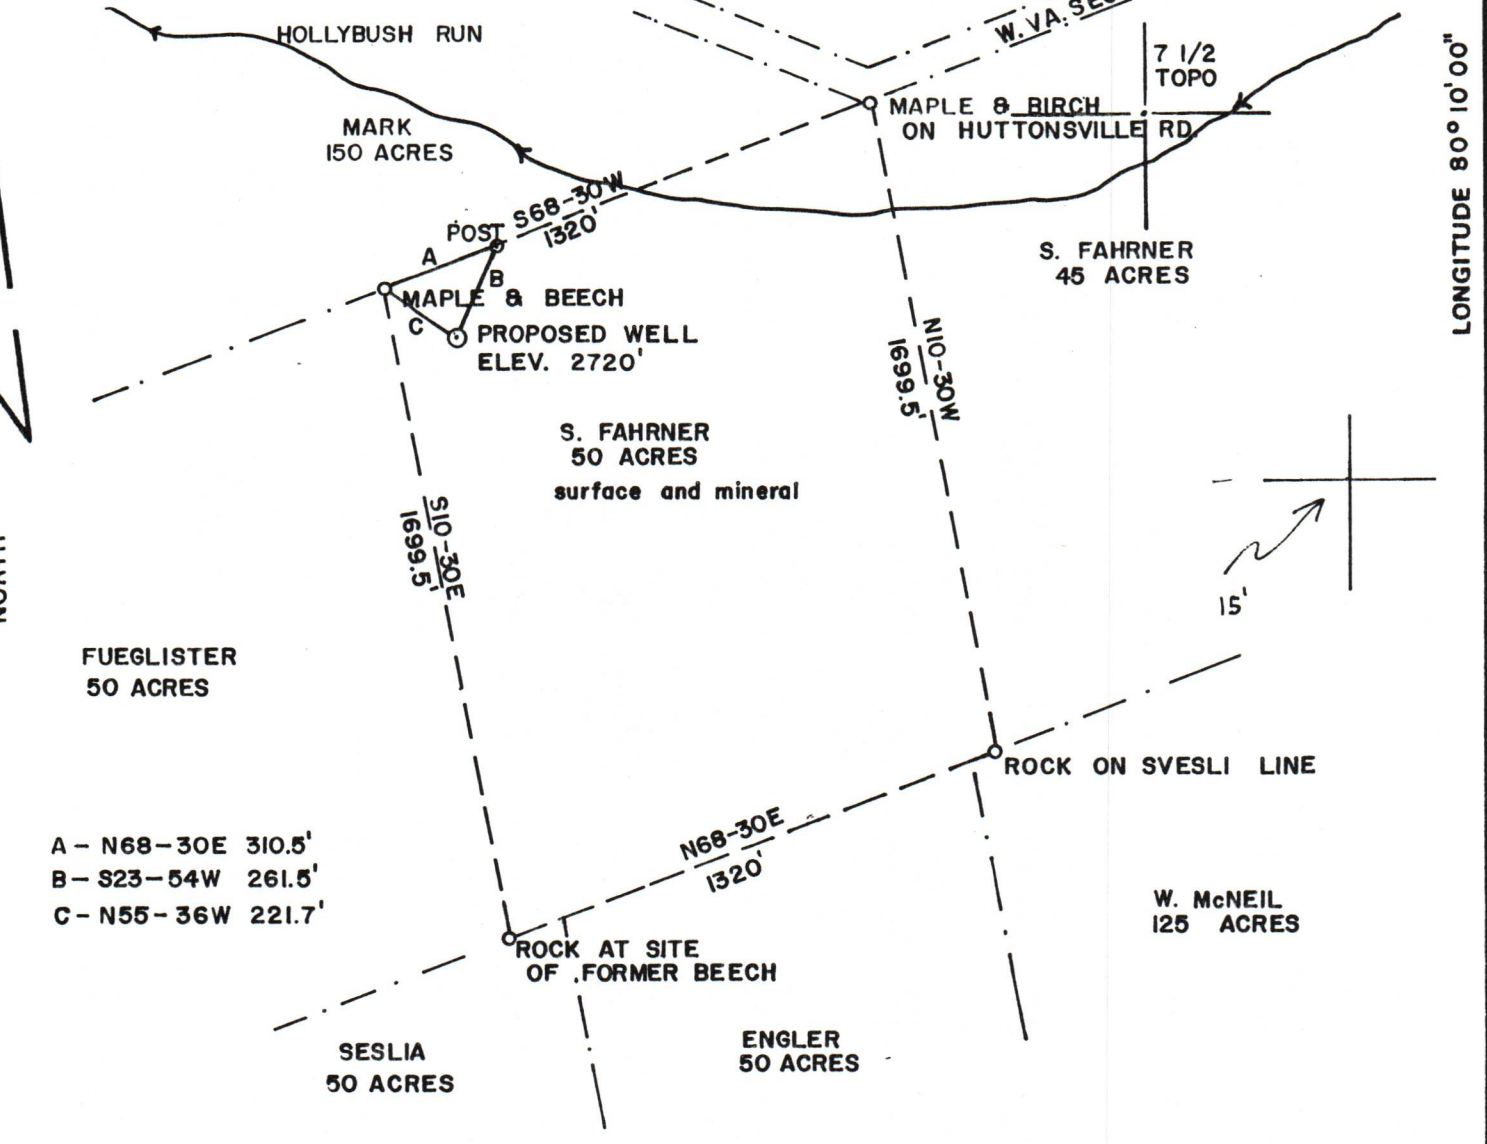 HOLLYBUSH RUN
W. VA.
7 1/2
TOPO
LONGITUDE 80° 10' 00"
MAPLE & BIRCH
ON HUTTONSVILLE RD.
MARK
150 ACRES
S68-30W
1320'
POST
A
B
C
MAPLE & BEECH
PROPOSED WELL
ELEV. 2720'
S. FAHRNER
45 ACRES
N10-30W
1699.5'
S. FAHRNER
50 ACRES
surface and mineral
S10-30E
1699.5'
15'
FUEGLISTER
50 ACRES
ROCK ON SVESLI LINE
N68-30E
1320'
A - N68-30E 310.5'
B - S23-54W 261.5'
C - N55-36W 221.7'
W. McNEIL
125 ACRES
ROCK AT SITE
OF FORMER BEECH
SESLIA
50 ACRES
ENGLER
50 ACRES